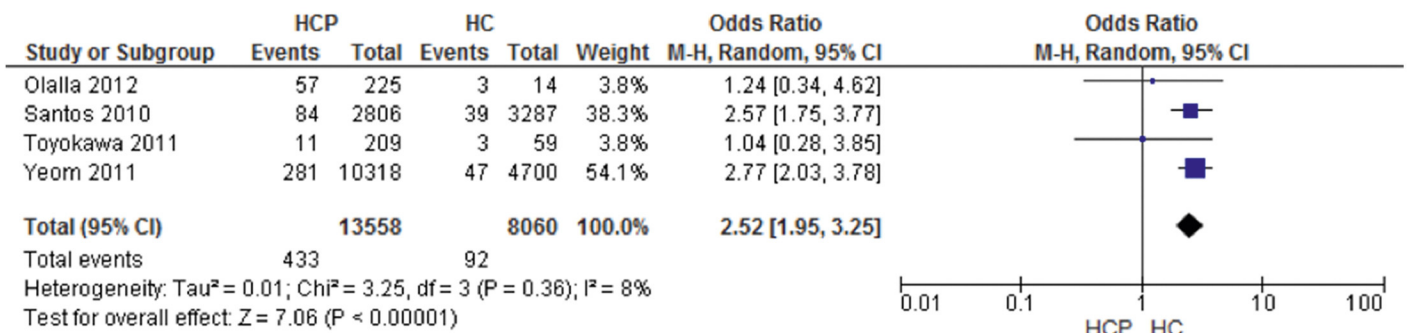 HCP HC Odds Ratio Odds Ratio
Study or Subgroup Events Total Events Total Weight M-H, Random, 95% CI M-H, Random, 95% CI
Olalla 2012 57 225 3 14 3.8% 1.24 [0.34, 4.62]
Santos 2010 84 2806 39 3287 38.3% 2.57 [1.75, 3.77]
Toyokawa 2011 11 209 3 59 3.8% 1.04 [0.28, 3.85]
Yeom 2011 281 10318 47 4700 54.1% 2.77 [2.03, 3.78]
Total (95% CI) 13558 8060 100.0% 2.52 [1.95, 3.25]
Total events 433 92
Heterogeneity: Tau² = 0.01; Chi² = 3.25, df = 3 (P = 0.36); I² = 8%
Test for overall effect: Z = 7.06 (P < 0.00001)
0.01 0.1 1 10 100
HCP HC